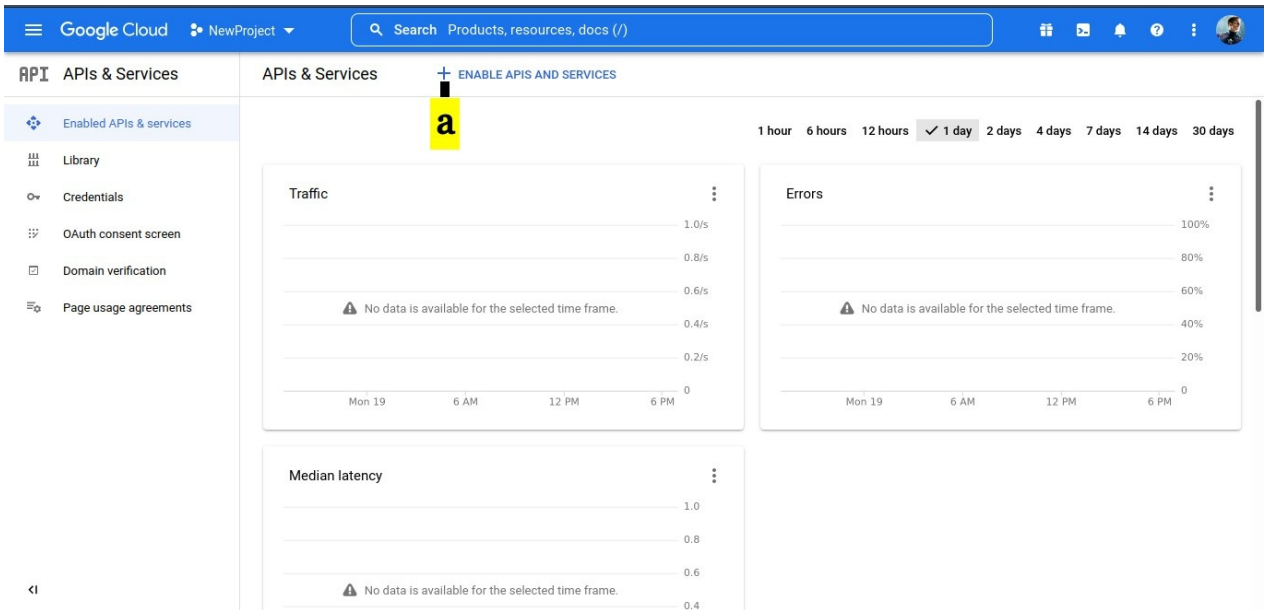 Google Cloud NewProject Search Products, resources, docs (/)
API APIs & Services
APIs & Services + ENABLE APIS AND SERVICES
a
Enabled APIs & services
Library
Credentials
OAuth consent screen
Domain verification
Page usage agreements
1 hour 6 hours 12 hours 1 day 2 days 4 days 7 days 14 days 30 days
Traffic
1.0/s
0.8/s
0.6/s
No data is available for the selected time frame.
0.4/s
0.2/s
0
Mon 19 6 AM 12 PM 6 PM
Errors
100%
80%
60%
No data is available for the selected time frame.
40%
20%
0
Mon 19 6 AM 12 PM 6 PM
Median latency
1.0
0.8
0.6
No data is available for the selected time frame.
0.4